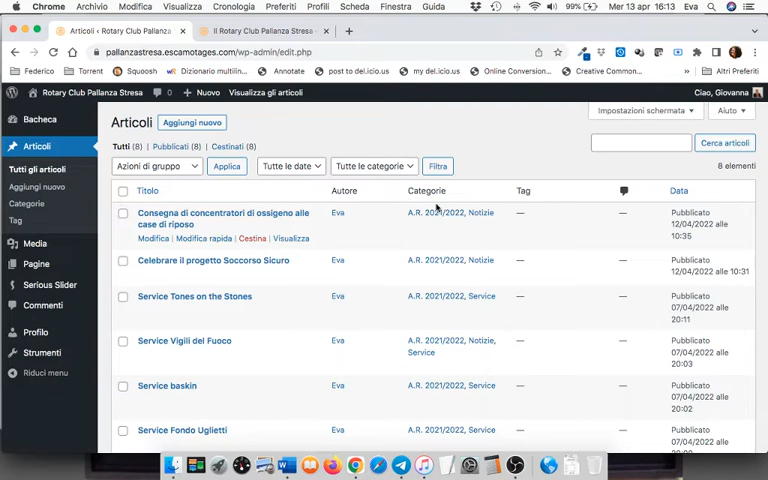 Chrome Archivio Modifica Visualizza Cronologia Preferiti Profili Scheda Finestra Guida 99% Mer 13 apr 16:13 Eva
Articoli ‹ Rotary Club Pallanza Il Rotary Club Pallanza Stresa -
pallanzastresa.escamotages.com/wp-admin/edit.php
Federico Torrent Squoosh Dizionario multilin... Annotate post to del.icio.us my del.icio.us Online Conversion... Creative Commo... » Altri Preferiti
Rotary Club Pallanza Stresa 0 + Nuovo Visualizza gli articoli Ciao, Giovanna
Bacheca
Articoli
Tutti gli articoli
Aggiungi nuovo
Categorie
Tag
Media
Pagine
Serious Slider
Commenti
Profilo
Strumenti
Riduci menu
Impostazioni schermata Aiuto
Articoli Aggiungi nuovo
Tutti (8) | Pubblicati (8) | Cestinati (8)
Cerca articoli
Azioni di gruppo Applica Tutte le date Tutte le categorie Filtra 8 elementi
Titolo Autore Categorie Tag Data
Consegna di concentratori di ossigeno alle case di riposo Eva A.R. 2021/2022, Notizie — — Pubblicato 12/04/2022 alle 10:35
Modifica | Modifica rapida | Cestina | Visualizza
Celebrare il progetto Soccorso Sicuro Eva A.R. 2021/2022, Notizie — — Pubblicato 12/04/2022 alle 10:31
Service Tones on the Stones Eva A.R. 2021/2022, Service — — Pubblicato 07/04/2022 alle 20:11
Service Vigili del Fuoco Eva A.R. 2021/2022, Notizie, Service — — Pubblicato 07/04/2022 alle 20:03
Service baskin Eva A.R. 2021/2022, Service — — Pubblicato 07/04/2022 alle 20:02
Service Fondo Uglietti Eva A.R. 2021/2022, Service — — Pubblicato 07/04/2022 alle